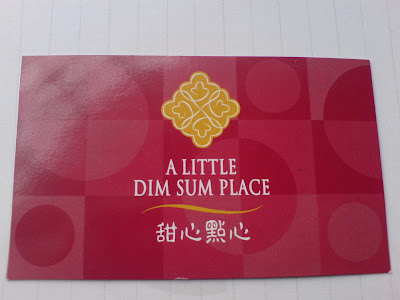 A LITTLE
DIM SUM PLACE
甜心點心